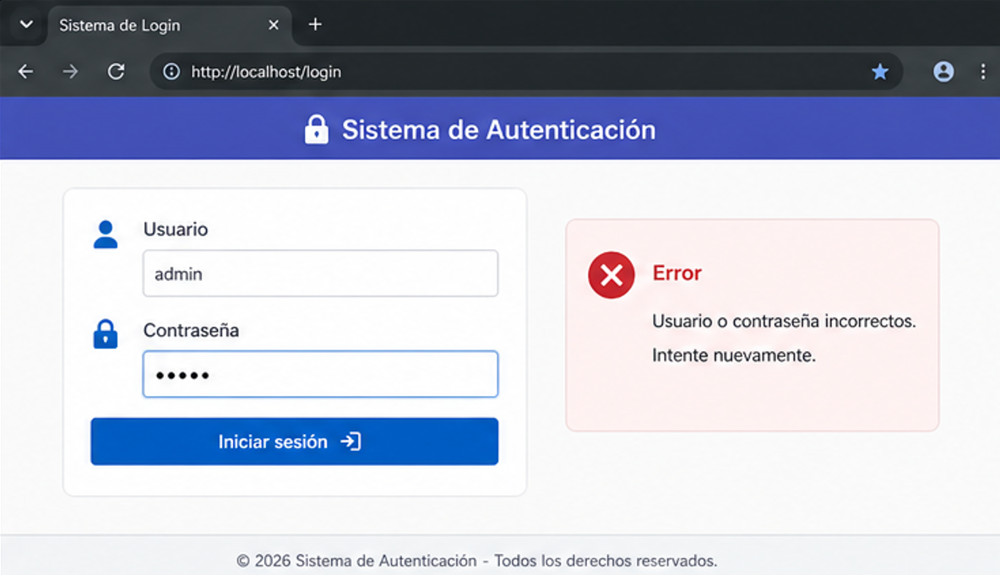 Sistema de Login
http://localhost/login
Sistema de Autenticación
Usuario
admin
Contraseña
•••••
Iniciar sesión
Error
Usuario o contraseña incorrectos.
Intente nuevamente.
© 2026 Sistema de Autenticación - Todos los derechos reservados.